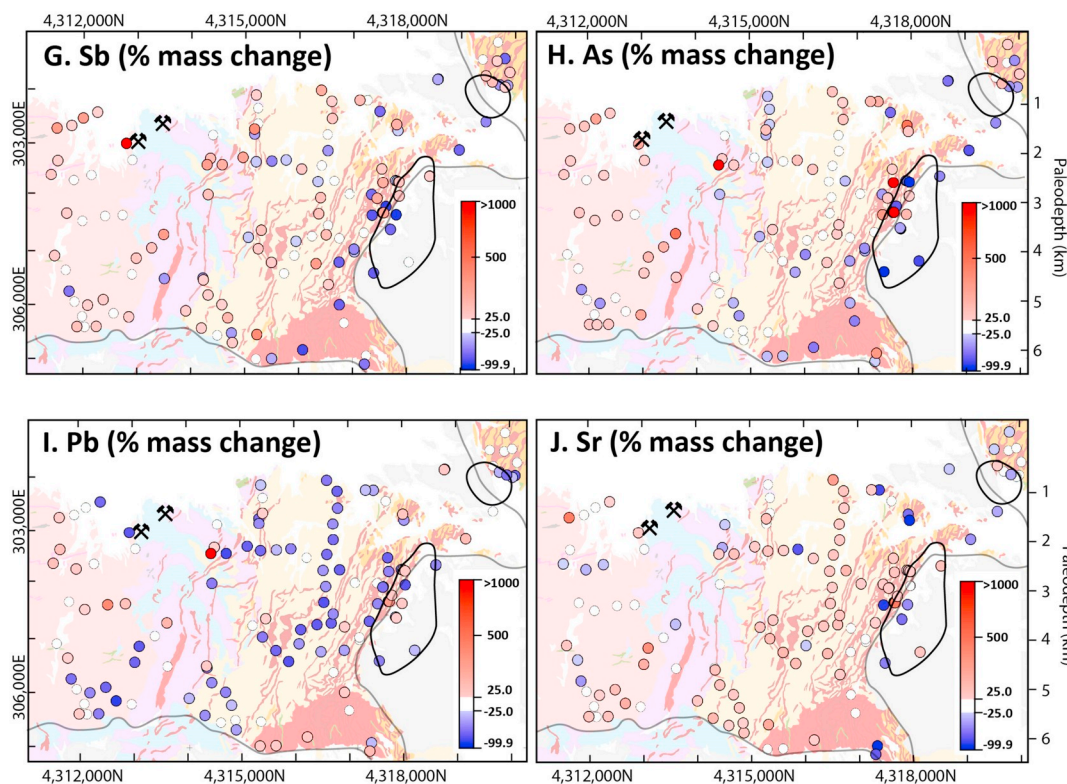 4,312,000N 4,315,000N 4,318,000N 4,312,000N 4,315,000N 4,318,000N
G. Sb (% mass change)
H. As (% mass change)
303,000E
306,000E
>1000
500
25.0
-25.0
-99.9
>1000
500
25.0
-25.0
-99.9
1
2
3
4
5
6
Paleodepth (km)
I. Pb (% mass change)
J. Sr (% mass change)
303,000E
306,000E
>1000
500
25.0
-25.0
-99.9
>1000
500
25.0
-25.0
-99.9
1
2
3
4
5
6
Paleodepth (km)
4,312,000N 4,315,000N 4,318,000N 4,312,000N 4,315,000N 4,318,000N